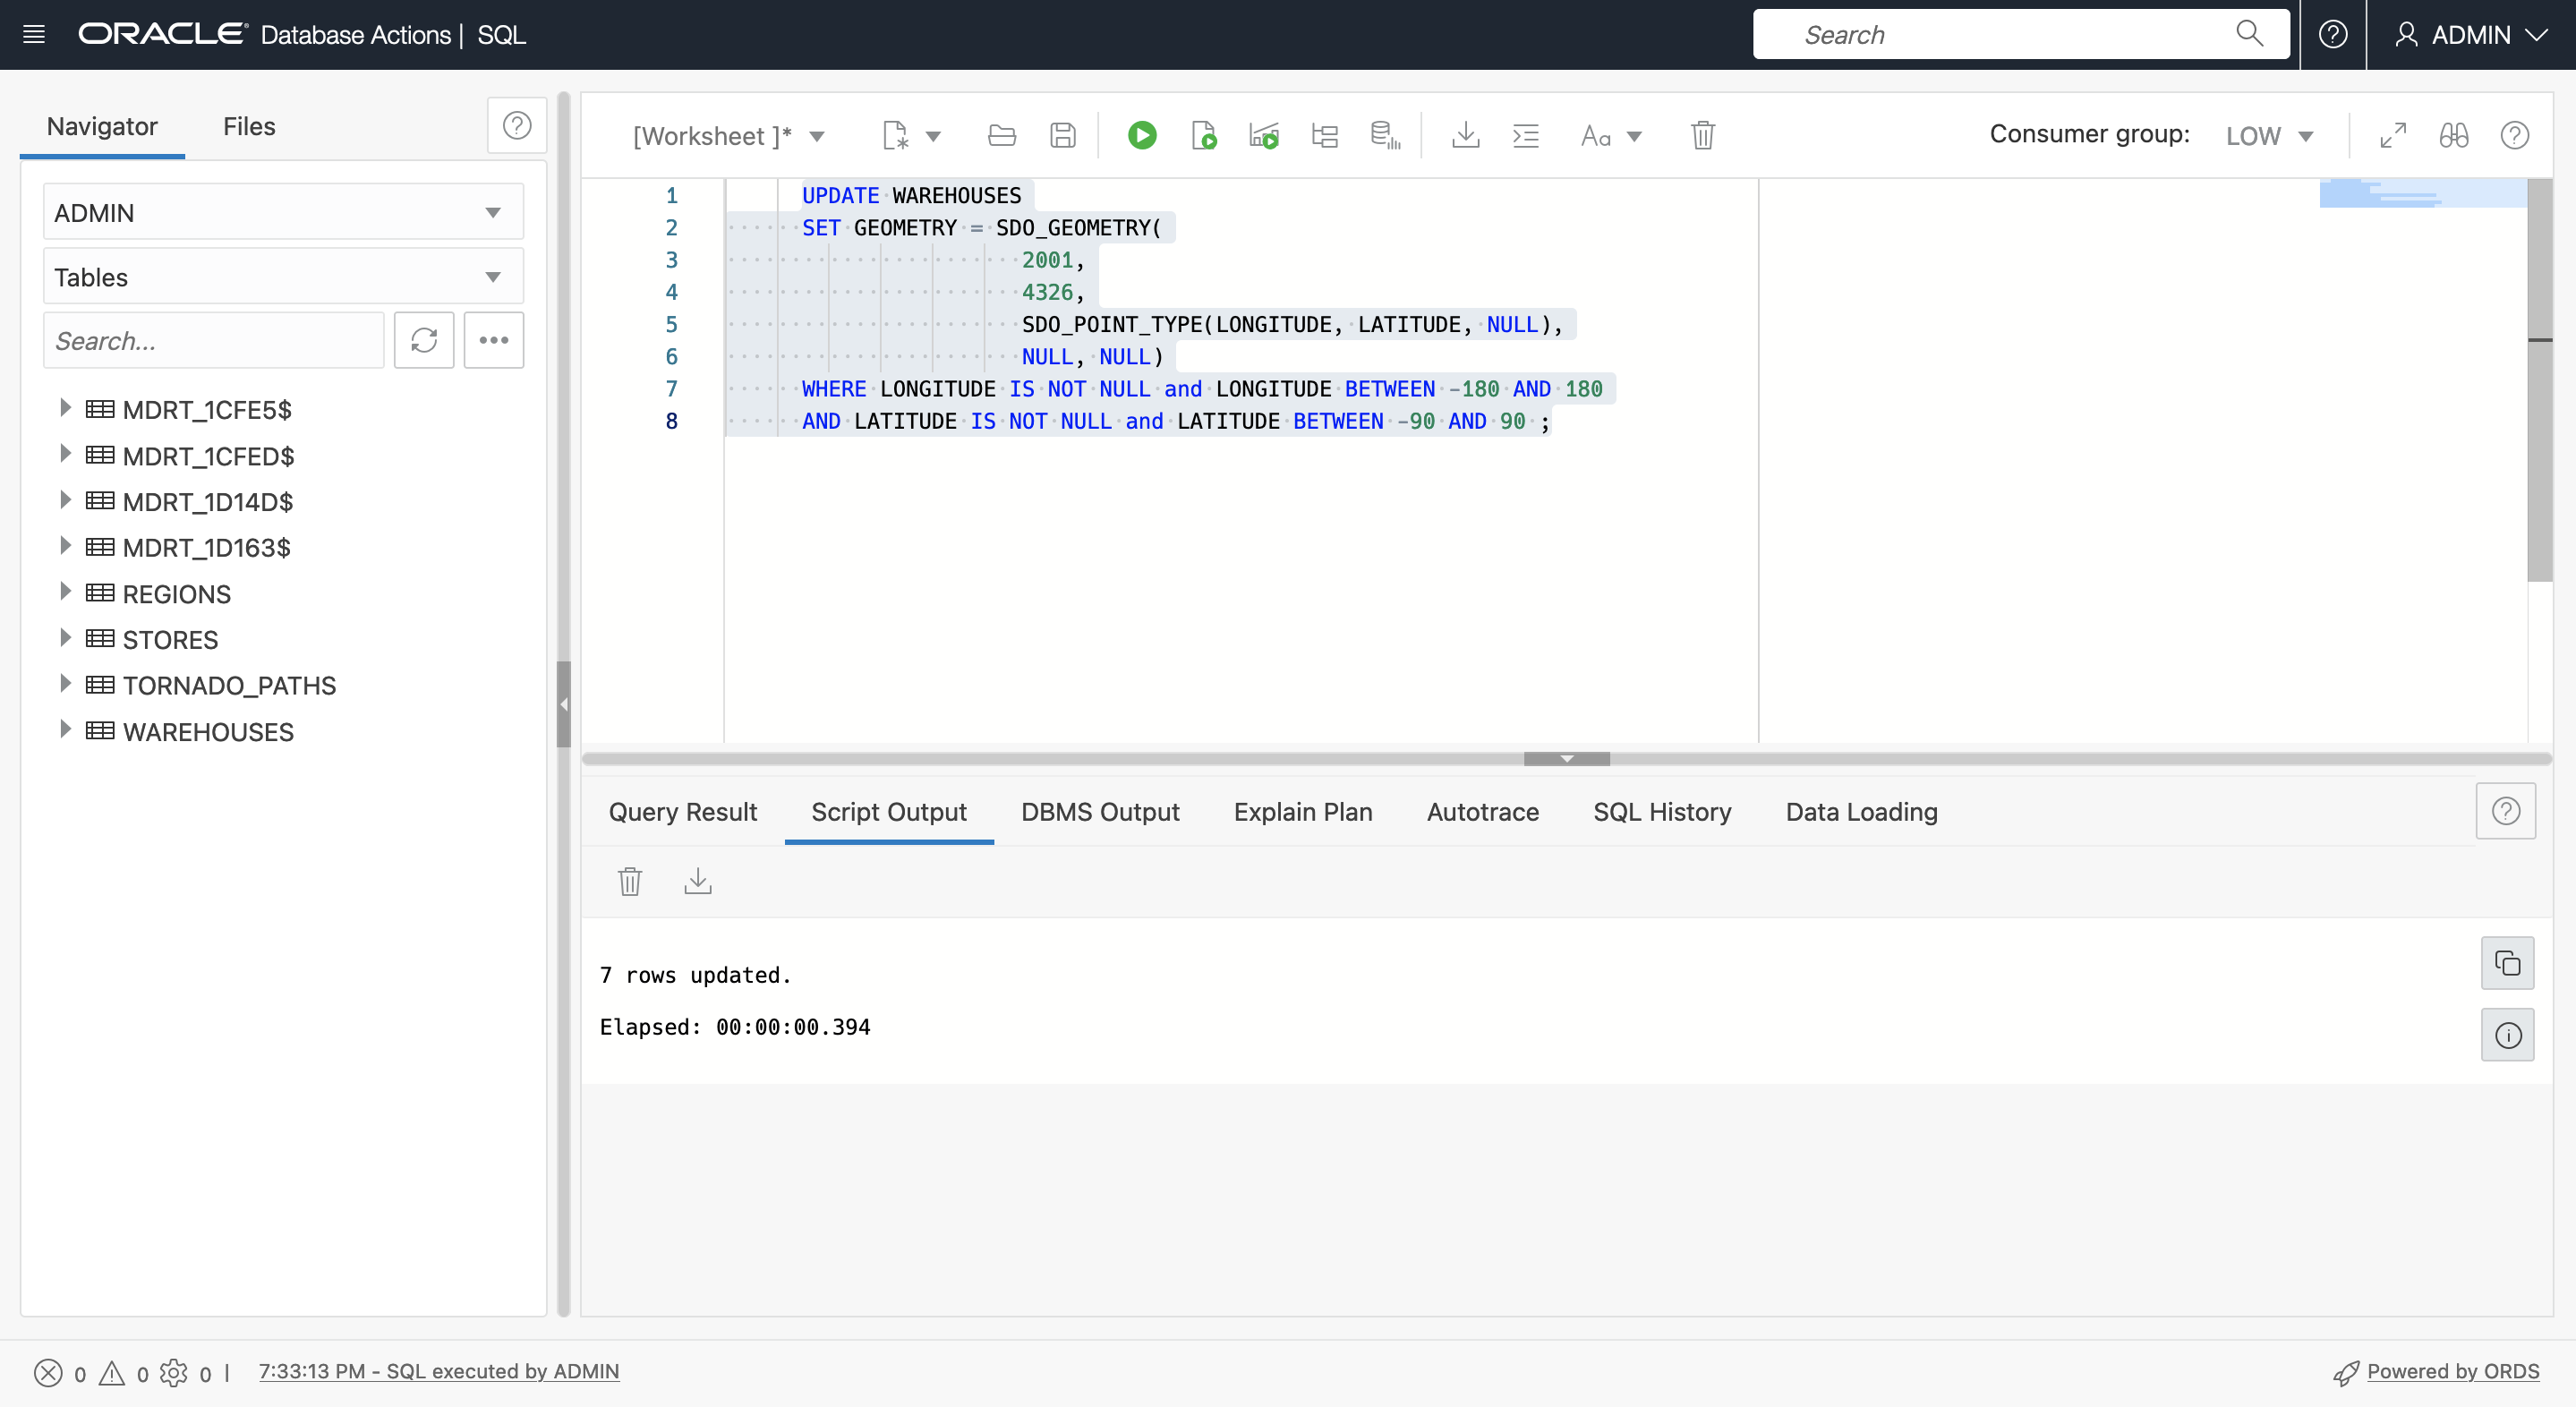 ORACLE Database Actions | SQL
Search
ADMIN
Navigator
Files
ADMIN
Tables
Search...
MDRT_1CFE5$
MDRT_1CFED$
MDRT_1D14D$
MDRT_1D163$
REGIONS
STORES
TORNADO_PATHS
WAREHOUSES
[Worksheet ]*
Aa
Consumer group: LOW
1 UPDATE WAREHOUSES
2 SET GEOMETRY = SDO_GEOMETRY(
3 2001,
4 4326,
5 SDO_POINT_TYPE(LONGITUDE, LATITUDE, NULL),
6 NULL, NULL)
7 WHERE LONGITUDE IS NOT NULL and LONGITUDE BETWEEN -180 AND 180
8 AND LATITUDE IS NOT NULL and LATITUDE BETWEEN -90 AND 90 ;
Query Result
Script Output
DBMS Output
Explain Plan
Autotrace
SQL History
Data Loading
7 rows updated.
Elapsed: 00:00:00.394
0 0 0 | 7:33:13 PM - SQL executed by ADMIN
Powered by ORDS